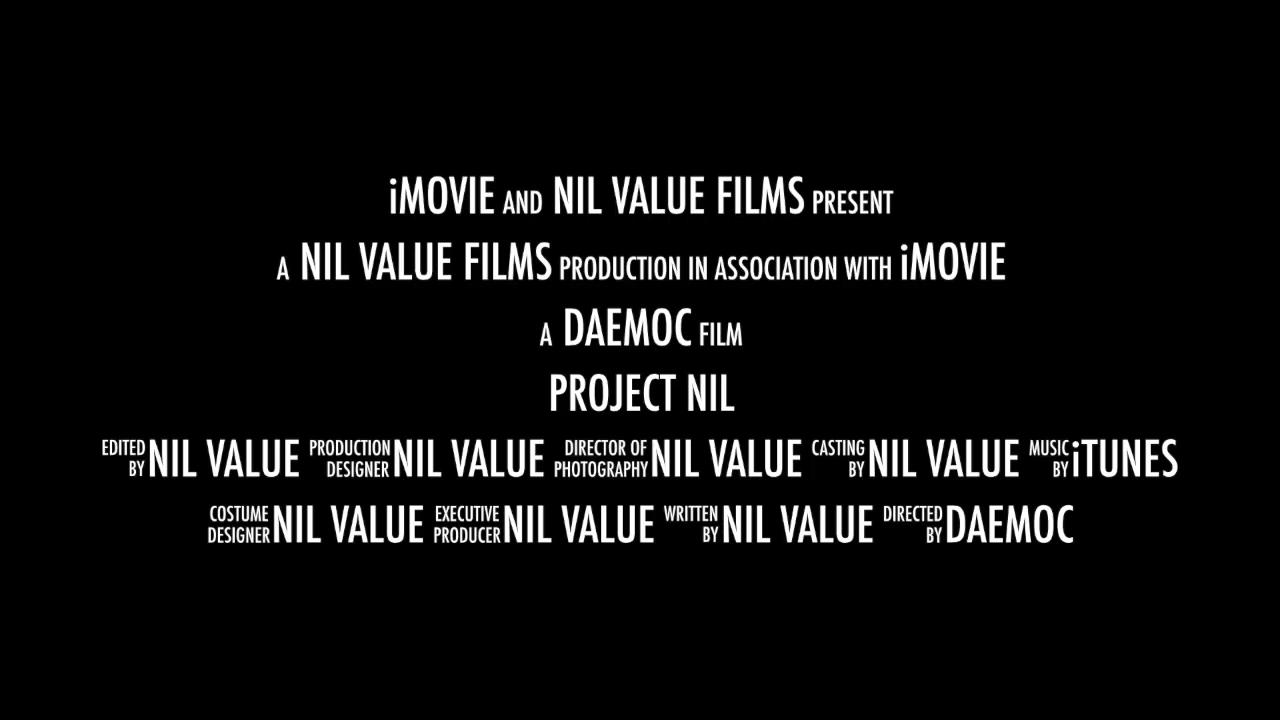 iMOVIE AND NIL VALUE FILMS PRESENT
A NIL VALUE FILMS PRODUCTION IN ASSOCIATION WITH iMOVIE
A DAEMOC FILM
PROJECT NIL
EDITED BY NIL VALUE PRODUCTION DESIGNER NIL VALUE DIRECTOR OF PHOTOGRAPHY NIL VALUE CASTING BY NIL VALUE MUSIC BY iTUNES
COSTUME DESIGNER NIL VALUE EXECUTIVE PRODUCER NIL VALUE WRITTEN BY NIL VALUE DIRECTED BY DAEMOC